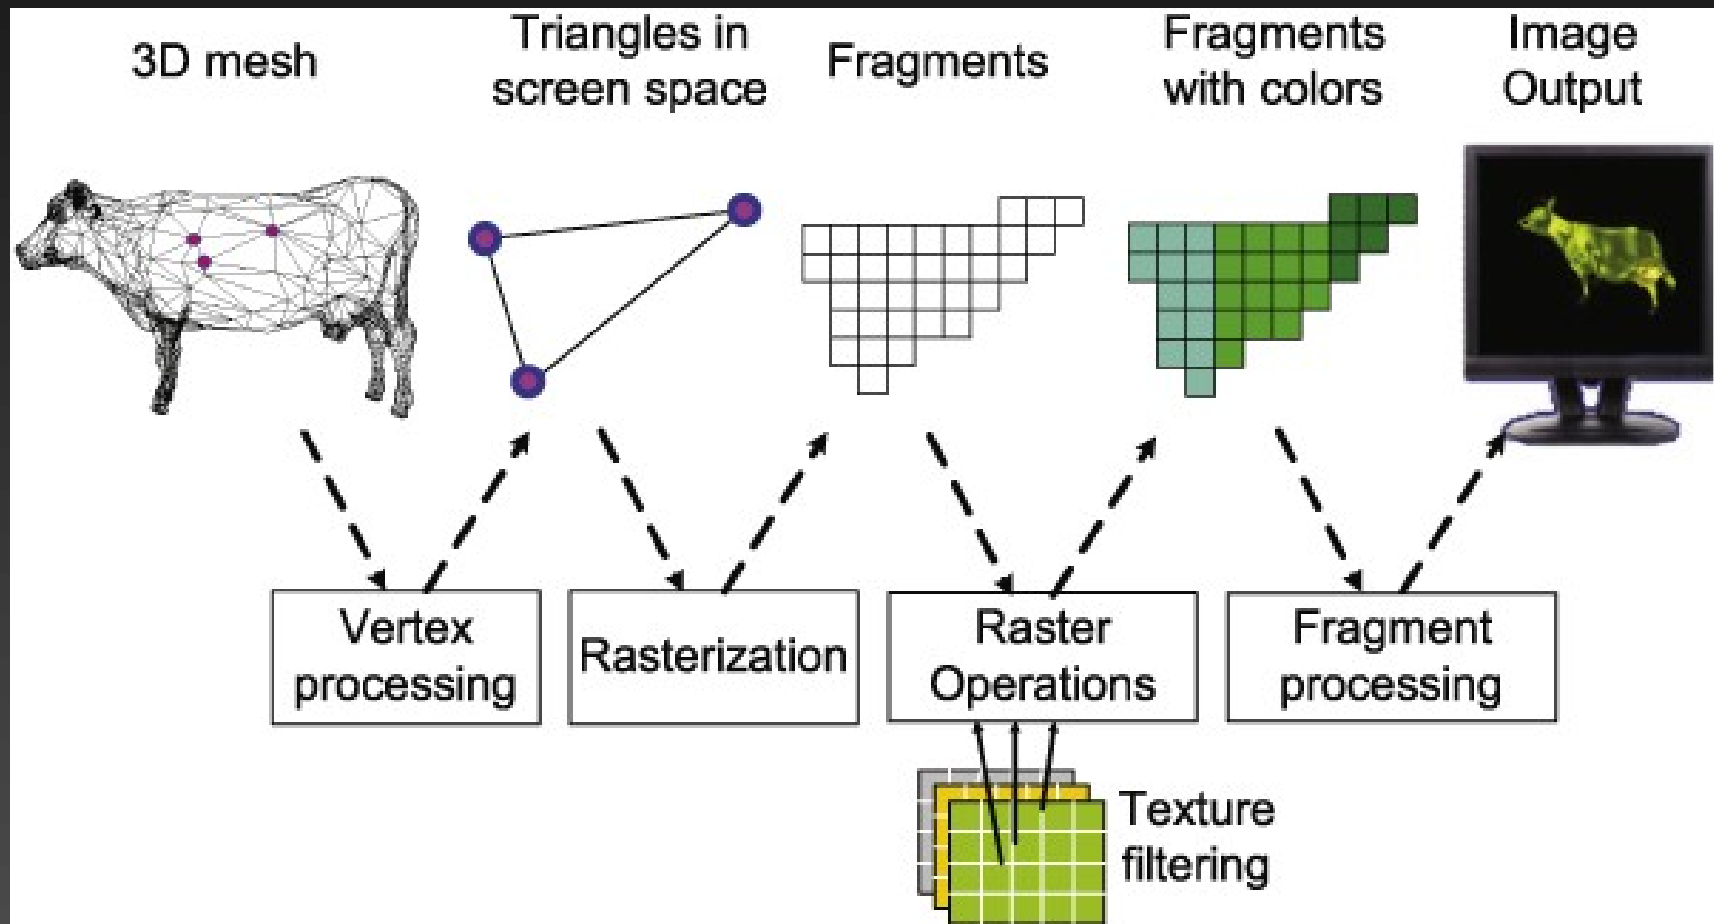 3D mesh
Triangles in
screen space
Fragments
Fragments
with colors
Image
Output
Vertex
processing
Rasterization
Raster
Operations
Fragment
processing
Texture
filtering